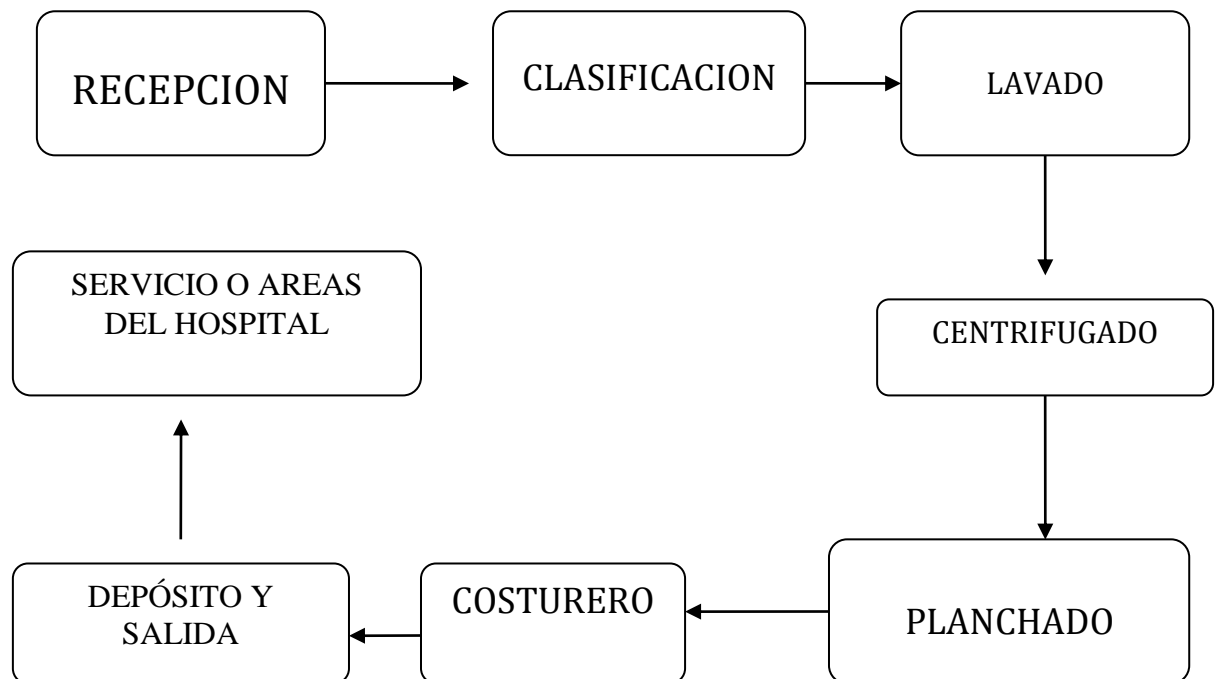 RECEPCION
CLASIFICACION
LAVADO
CENTRIFUGADO
PLANCHADO
COSTURERO
DEPÓSITO Y
SALIDA
SERVICIO O AREAS
DEL HOSPITAL